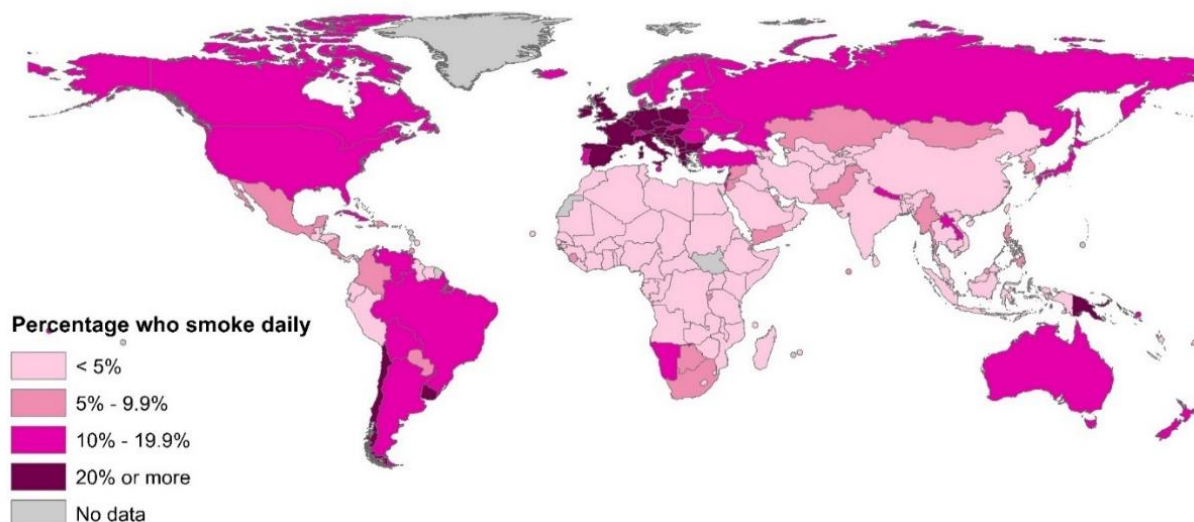 Percentage who smoke daily
< 5%
5% - 9.9%
10% - 19.9%
20% or more
No data